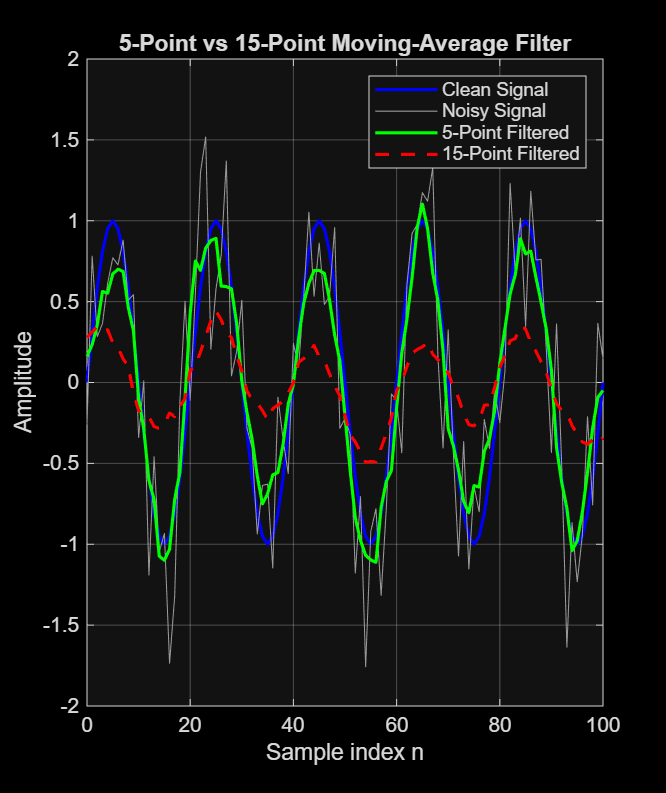 5-Point vs 15-Point Moving-Average Filter
Clean Signal
Noisy Signal
5-Point Filtered
15-Point Filtered
Amplitude
2
1.5
1
0.5
0
-0.5
-1
-1.5
-2
0 20 40 60 80 100
Sample index n